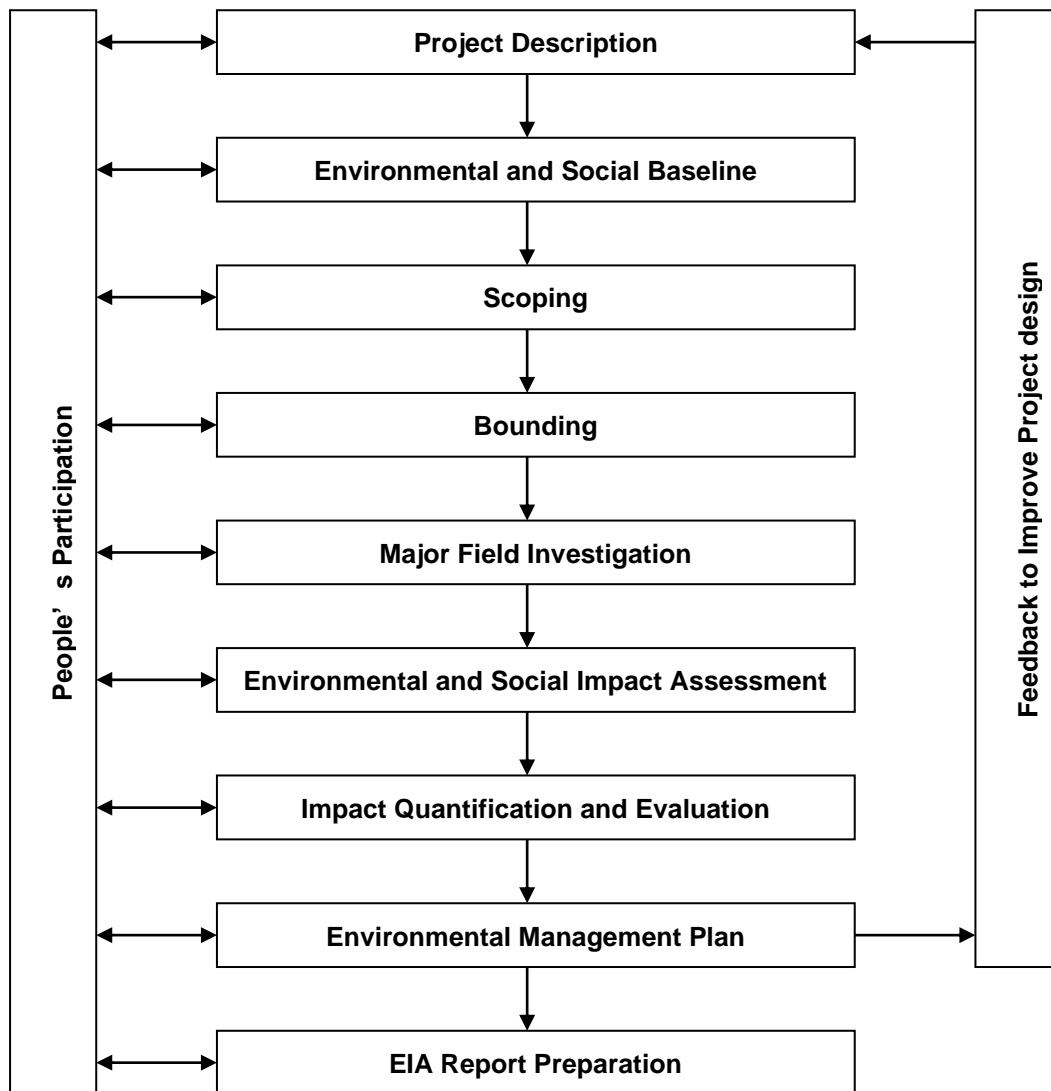 Project Description
Environmental and Social Baseline
Scoping
Bounding
Major Field Investigation
Environmental and Social Impact Assessment
Impact Quantification and Evaluation
Environmental Management Plan
EIA Report Preparation
People’ s Participation
Feedback to Improve Project design